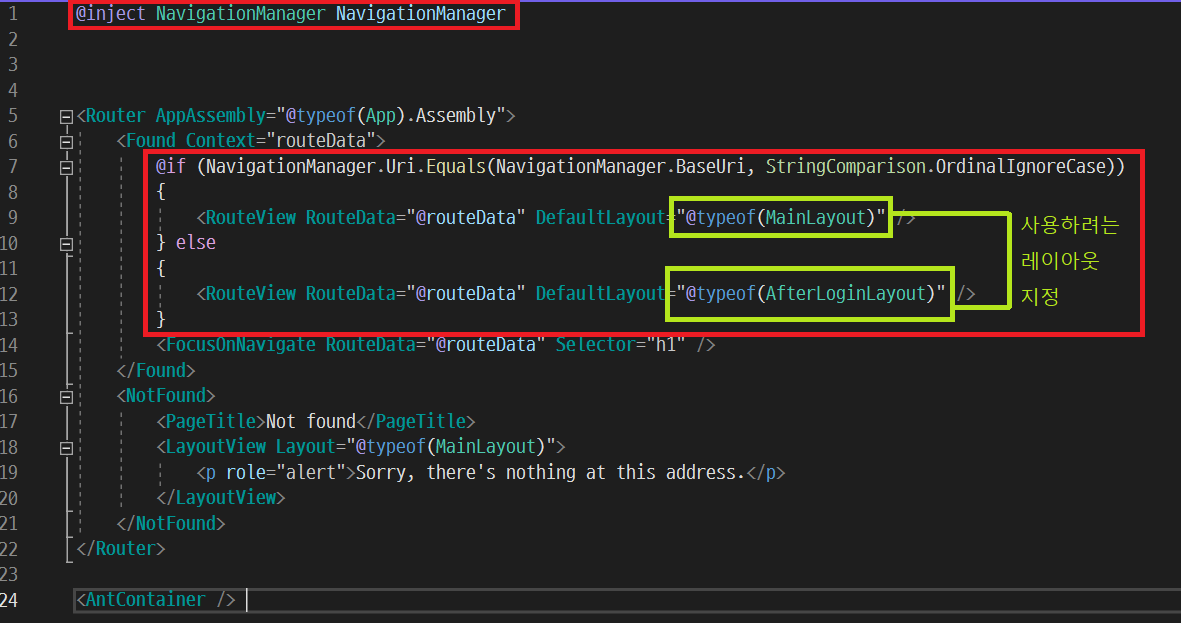 1 @inject NavigationManager NavigationManager
2
3
4
5 <Router AppAssembly="@typeof(App).Assembly">
6 <Found Context="routeData">
7 @if (NavigationManager.Uri.Equals(NavigationManager.BaseUri, StringComparison.OrdinalIgnoreCase))
8 {
9 <RouteView RouteData="@routeData" DefaultLayout="@typeof(MainLayout)" />
10 } else
11 {
12 <RouteView RouteData="@routeData" DefaultLayout="@typeof(AfterLoginLayout)" />
13 }
사용하려는
레이아웃
지정
14 <FocusOnNavigate RouteData="@routeData" Selector="h1" />
15 </Found>
16 <NotFound>
17 <PageTitle>Not found</PageTitle>
18 <LayoutView Layout="@typeof(MainLayout)">
19 <p role="alert">Sorry, there's nothing at this address.</p>
20 </LayoutView>
21 </NotFound>
22 </Router>
23
24 <AntContainer />